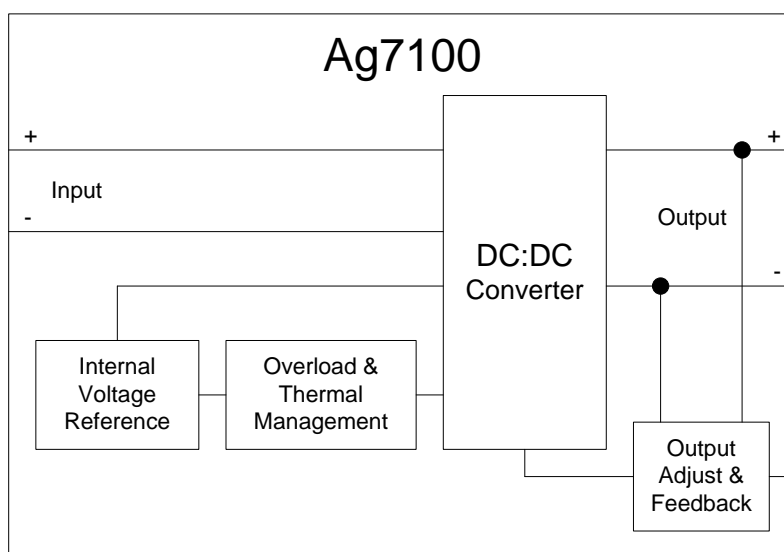 Ag7100
+
Input
-
DC:DC
Converter
+
Output
-
Internal
Voltage
Reference
Overload &
Thermal
Management
Output
Adjust &
Feedback